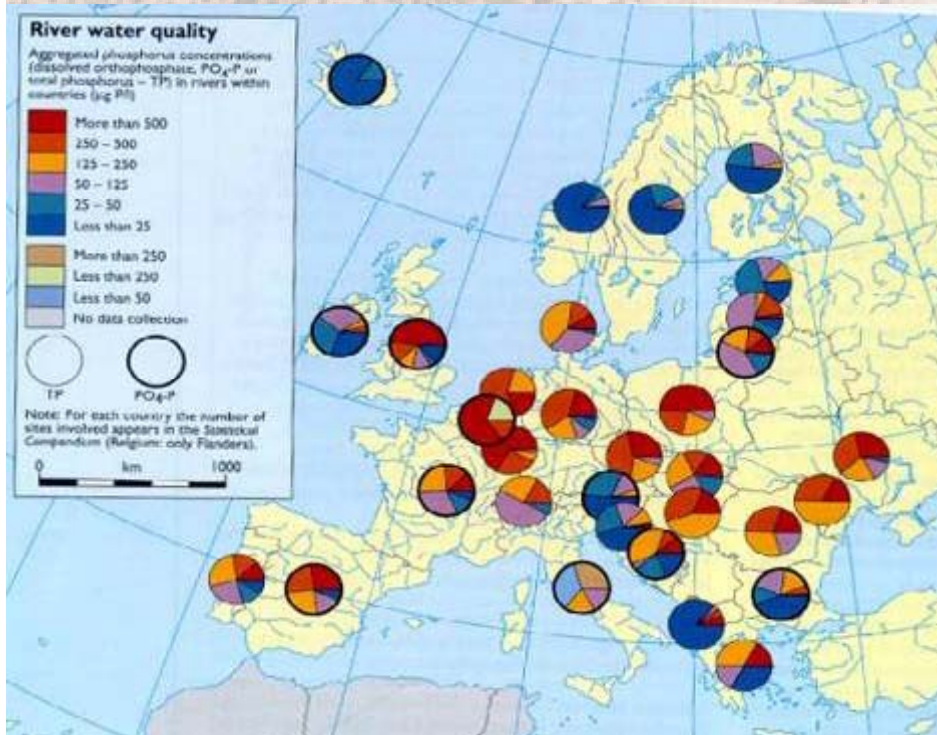 River water quality
Aggregated phosphorus concentrations
(dissolved orthophosphate, PO₄-P or
total phosphorus – TP) in rivers within
countries (µg P/l)
More than 500
250 – 500
125 – 250
50 – 125
25 – 50
Less than 25
More than 250
Less than 250
Less than 50
No data collection
TP PO₄-P
Note: For each country the number of
sites involved appears in the Statistical
Compendium (Belgium: only Flanders).
0 km 1000